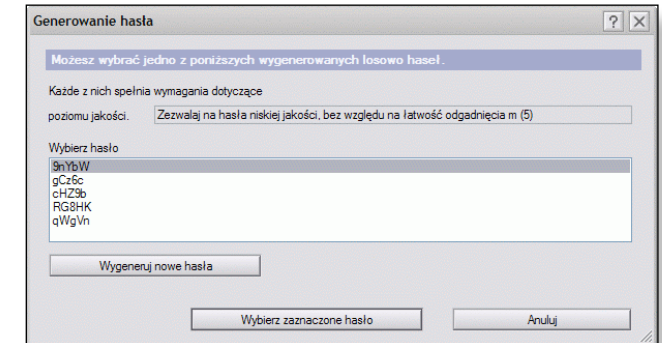 Generowanie hasła
Możesz wybrać jedno z poniższych wygenerowanych losowo haseł.
Każde z nich spełnia wymagania dotyczące
poziomu jakości. Zezwalaj na hasła niskiej jakości, bez względu na łatwość odgadnięcia m (5)
Wybierz hasło
9nYbW
gCz6c
cHZ9b
RG8HK
qWgVn
Wygeneruj nowe hasła
Wybierz zaznaczone hasło Anuluj